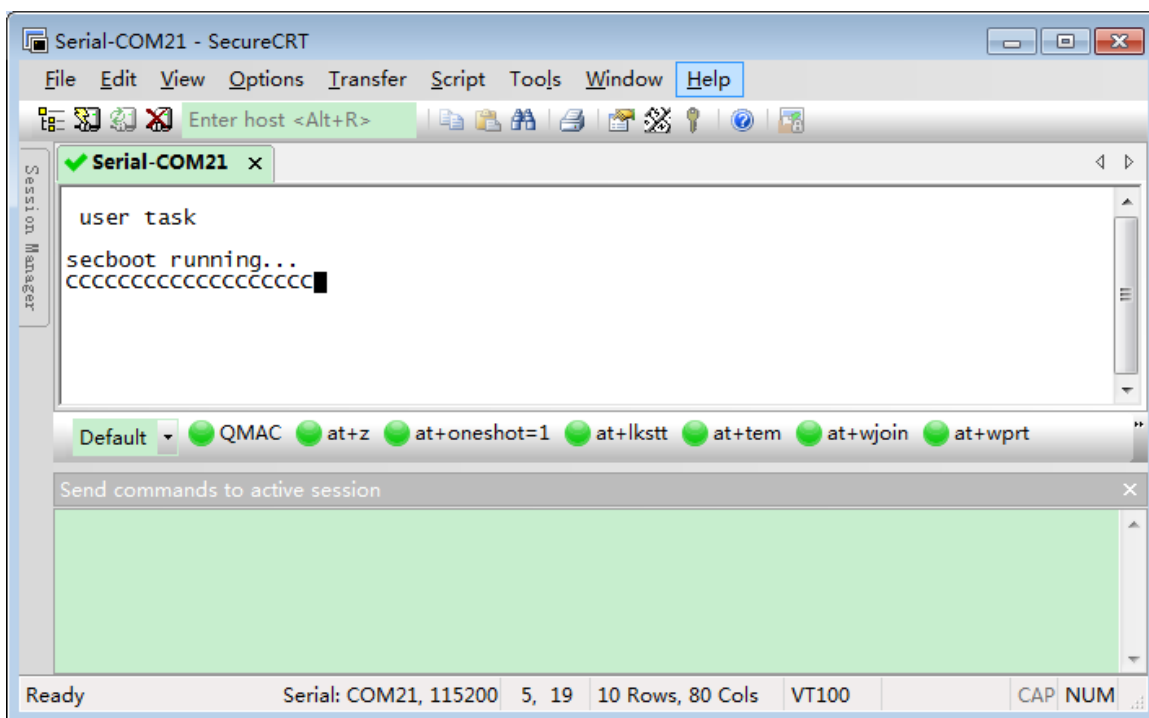 Serial-COM21 - SecureCRT
File Edit View Options Transfer Script Tools Window Help
Enter host <Alt+R>
Session Manager
Serial-COM21 x
user task
secboot running...
CCCCCCCCCCCCCCCCCCC
Default QMAC at+z at+oneshot=1 at+lkstt at+tem at+wjoin at+wprt
Send commands to active session
Ready Serial: COM21, 115200 5, 19 10 Rows, 80 Cols VT100 CAP NUM